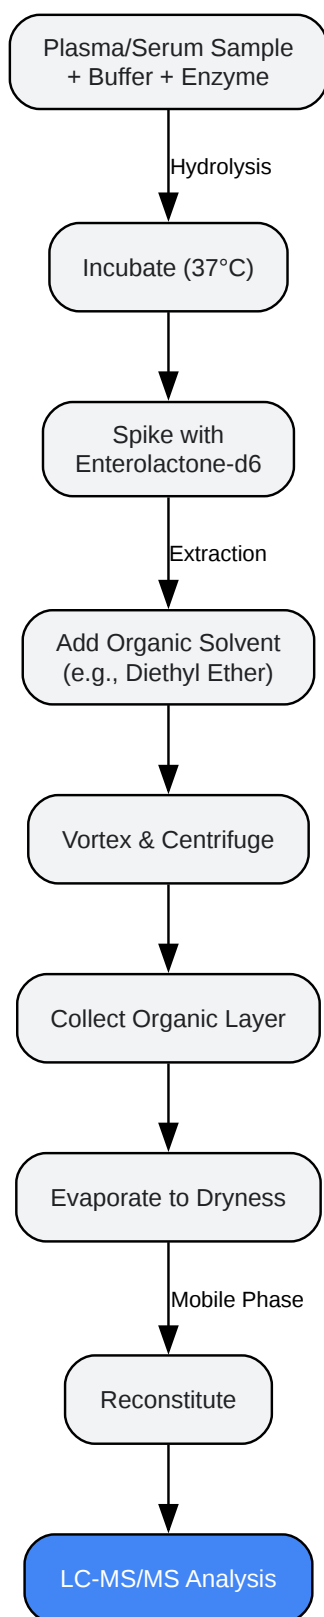 Plasma/Serum Sample
+ Buffer + Enzyme
Hydrolysis
Incubate (37°C)
Spike with
Enterolactone-d6
Extraction
Add Organic Solvent
(e.g., Diethyl Ether)
Vortex & Centrifuge
Collect Organic Layer
Evaporate to Dryness
Mobile Phase
Reconstitute
LC-MS/MS Analysis